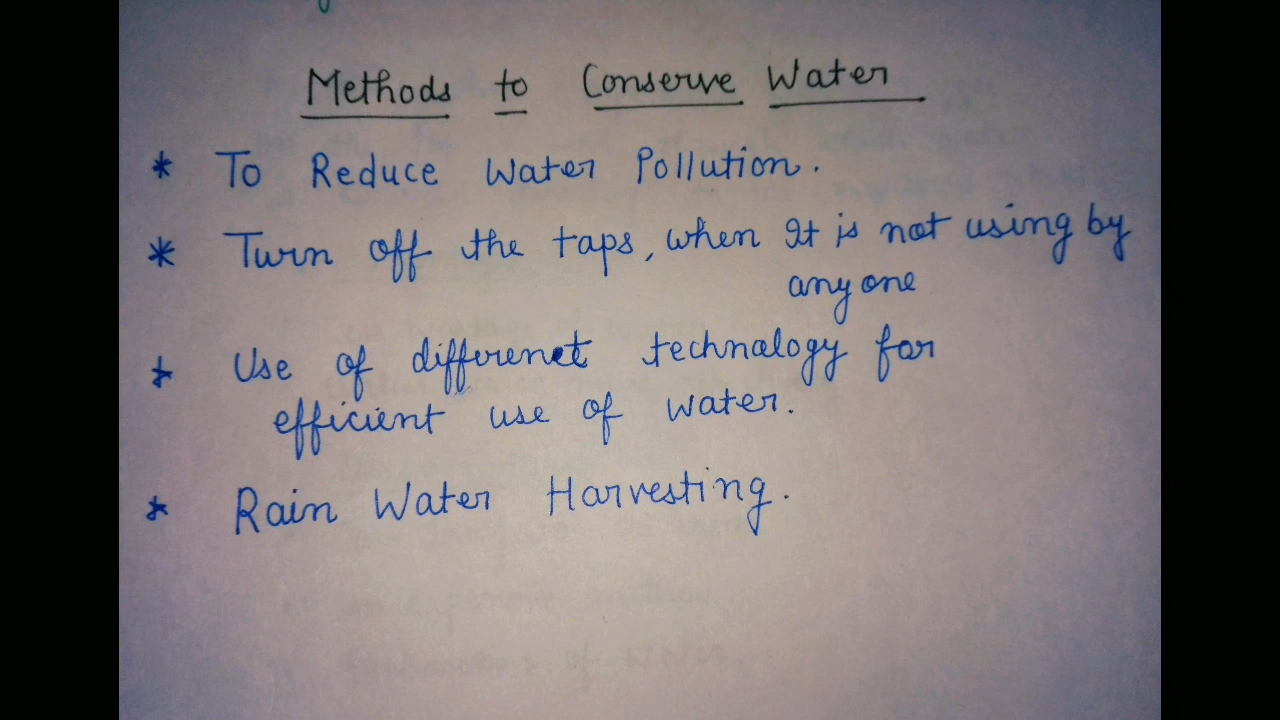 Methods to Conserve Water
* To Reduce Water Pollution.
* Turn off the taps, when It is not using by
anyone
* Use of differenet technalogy for
efficient use of water.
* Rain Water Harvesting.